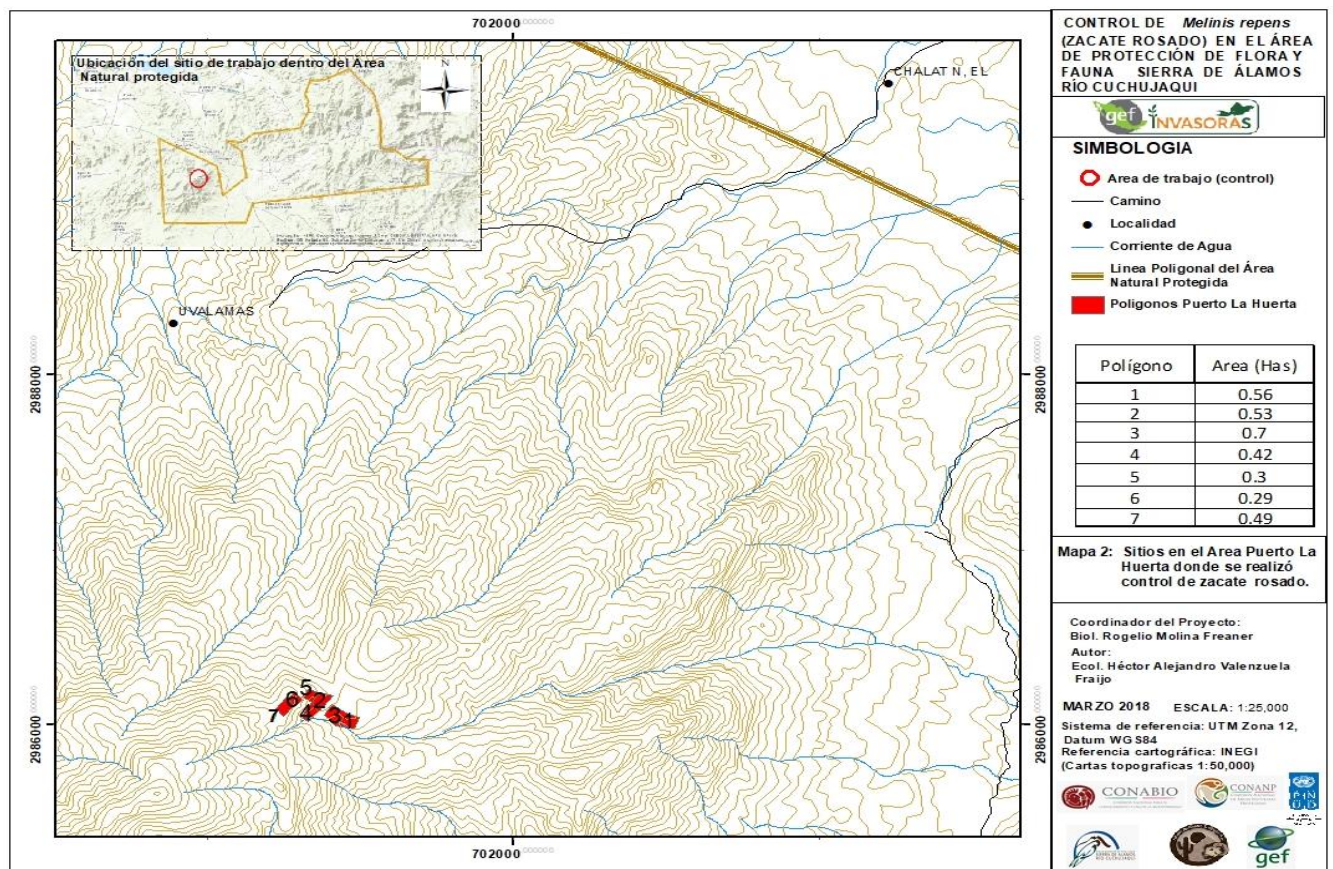 702000
Ubicación del sitio de trabajo dentro del Area
Natural protegida
N
CHALAT N, EL
UVALAMAS
2988000
2988000
2986000
2986000
5
6 2
7 4 3 1
702000
CONTROL DE Melinis repens
(ZACATE ROSADO) EN EL ÁREA
DE PROTECCIÓN DE FLORA Y
FAUNA SIERRA DE ÁLAMOS
RÍO CUCHUJAQUI
gef INVASORAS
SIMBOLOGIA
Area de trabajo (control)
Camino
Localidad
Corriente de Agua
Linea Poligonal del Área
Natural Protegida
Poligonos Puerto La Huerta
Polígono Area (Has)
1 0.56
2 0.53
3 0.7
4 0.42
5 0.3
6 0.29
7 0.49
Mapa 2: Sitios en el Area Puerto La
Huerta donde se realizó
control de zacate rosado.
Coordinador del Proyecto:
Biol. Rogelio Molina Freaner
Autor:
Ecol. Héctor Alejandro Valenzuela
Fraijo
MARZO 2018 ESCALA: 1:25,000
Sistema de referencia: UTM Zona 12,
Datum WGS84
Referencia cartográfica: INEGI
(Cartas topograficas 1:50,000)
CONABIO
CONANP
PNUD
gef